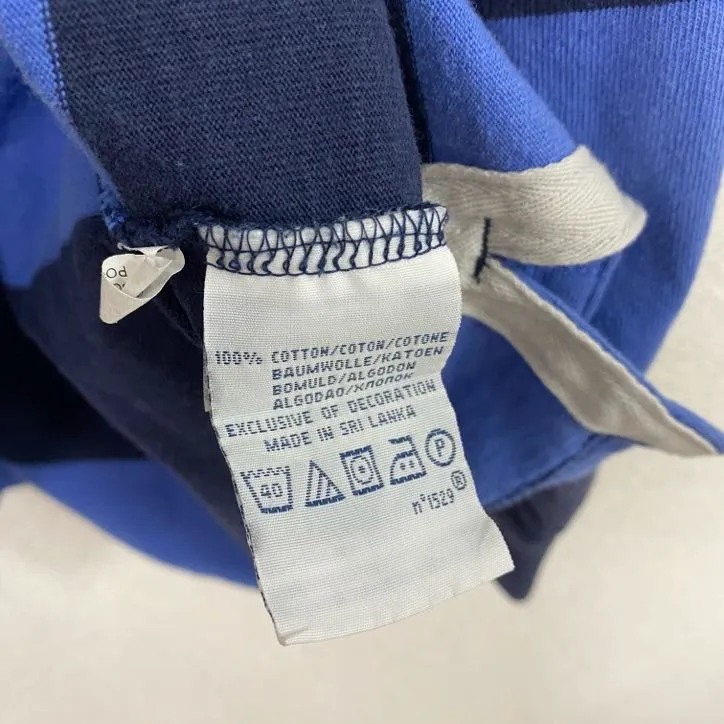 PO
100% COTTON/COTON/COTONE
BAUMWOLLE/KATOEN
BOMULD/ALGODON
ALGODAO/ХЛОПОК
EXCLUSIVE OF DECORATION
MADE IN SRI LANKA
40 P
n°1529®